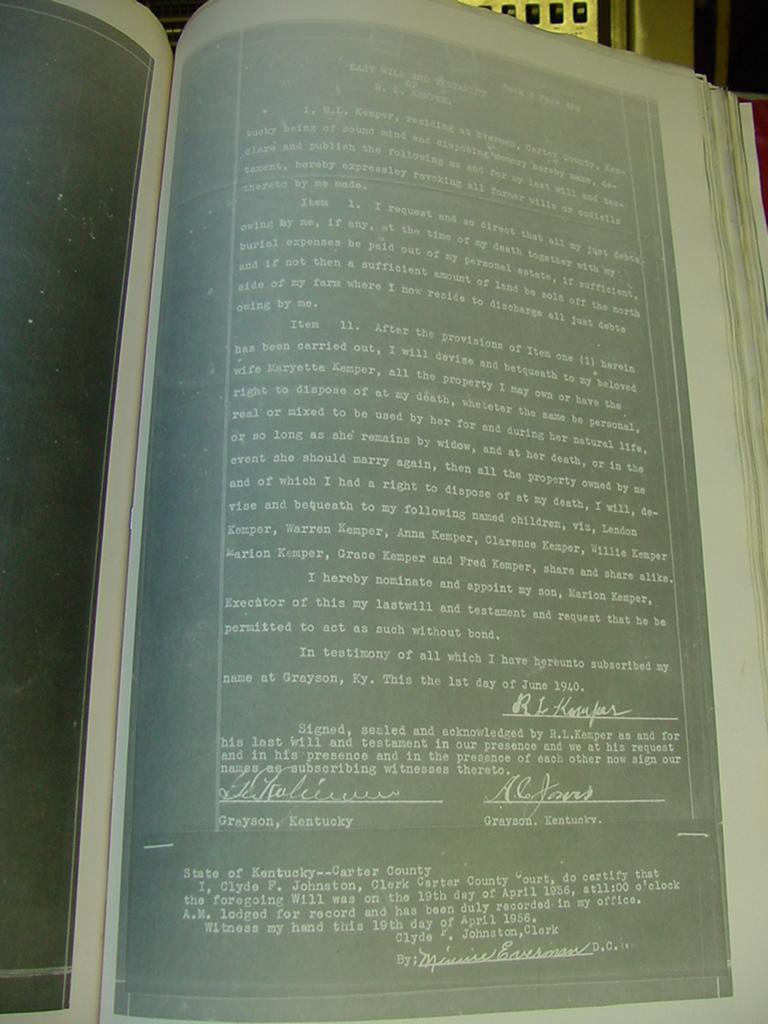 LAST WILL AND TESTAMENT Book 3 Page
OF
R. L. KEMPER.
I, R.L. Kemper, residing at Everman, Carter County, Ken-
tucky being of sound mind and disposing memory hereby make, de-
clare and publish the following as and for my last will and tes-
tament, hereby expressley revoking all former wills or codicils
thereto by me made.
Item 1. I request and so direct that all my just debts
owing by me, if any, at the time of my death together with my
burial expenses be paid out of my personal estate, if sufficient,
and if not then a sufficient amount of land be sold off the north
side of my farm where I now reside to discharge all just debts
owing by me.
Item 11. After the provisions of Item one (1) herein
has been carried out, I will devise and betqueath to my beloved
wife Maryetta Kemper, all the property I may own or have the
right to dispose of at my death, wheteter the same be personal,
real or mixed to be used by her for and during her natural life,
or so long as she remains by widow, and at her death, or in the
event she should marry again, then all the property owned by me
and of which I had a right to dispose of at my death, I will, de-
vise and bequeath to my following named children, viz, Lendon
Kemper, Warren Kemper, Anna Kemper, Clarence Kemper, Willie Kemper
Marion Kemper, Grace Kemper and Fred Kemper, share and share alike.
I hereby nominate and appoint my son, Marion Kemper,
Executor of this my lastwill and testament and request that he be
permitted to act as such without bond.
In testimony of all which I have hereunto subscribed my
name at Grayson, Ky. This the 1st day of June 1940.
R L Kemper
Signed, sealed and acknowledged by R.L.Kemper as and for
his last will and testament in our presence and we at his request
and in his presence and in the presence of each other now sign our
names as subscribing witnesses thereto.
Grayson, Kentucky Grayson, Kentucky.
State of Kentucky--Carter County
I, Clyde F. Johnston, Clerk Carter County Court, do certify that
the foregoing Will was on the 19th day of April 1956, at11:00 o'clock
A.M. lodged for record and has been duly recorded in my office.
Witness my hand this 19th day of April 1956.
Clyde F. Johnston,Clerk
By: Minnie Everman D.C.